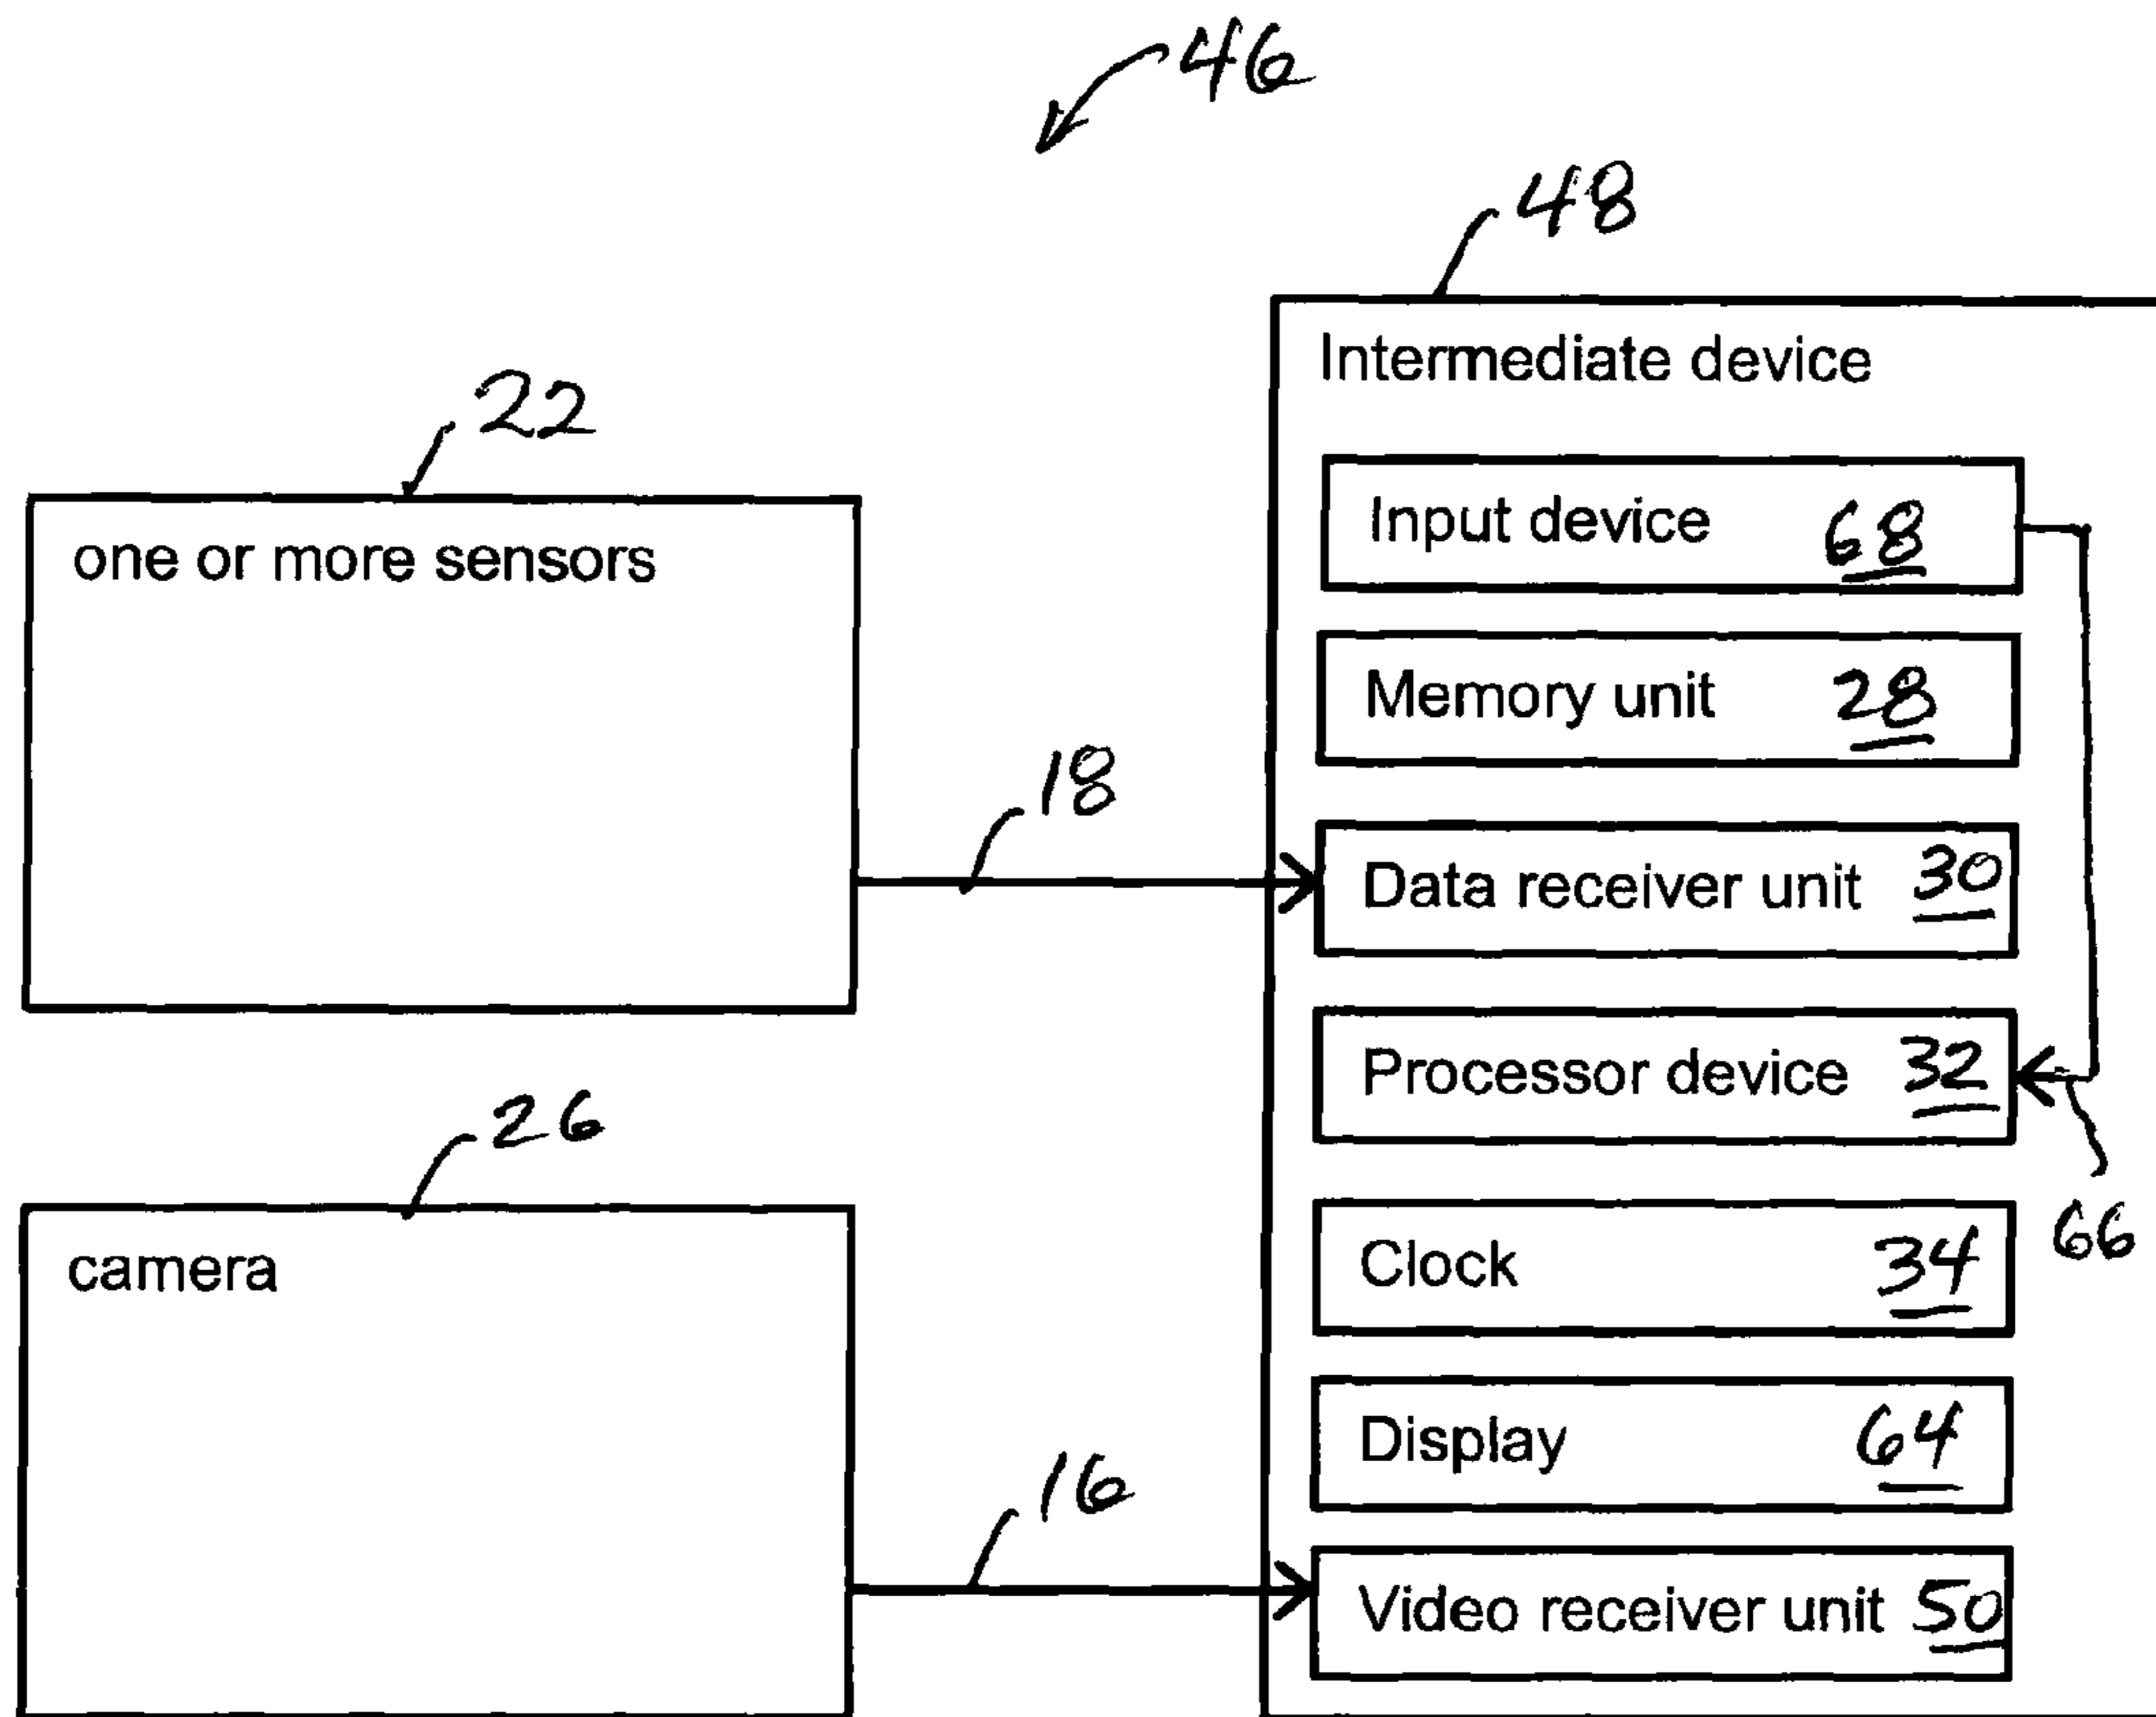 46
48
Intermediate device
22
one or more sensors
Input device 68
Memory unit 28
18
Data receiver unit 30
Processor device 32
26
camera
Clock 34
66
Display 64
16
Video receiver unit 50